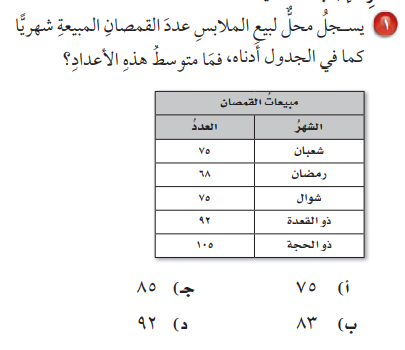 ١ يســجلُ محلٌّ لبيعِ الملابسِ عددَ القمصانِ المبيعةِ شهريًّا
كما في الجدول أدناه، فمَا متوسطُ هذهِ الأعدادِ؟
مبيعاتُ القمصان
الشهرُ العددُ
شعبان ٧٥
رمضان ٦٨
شوال ٧٥
ذو القعدة ٩٢
ذو الحجة ١٠٥
أ) ٧٥ جـ) ٨٥
ب) ٨٣ د) ٩٢